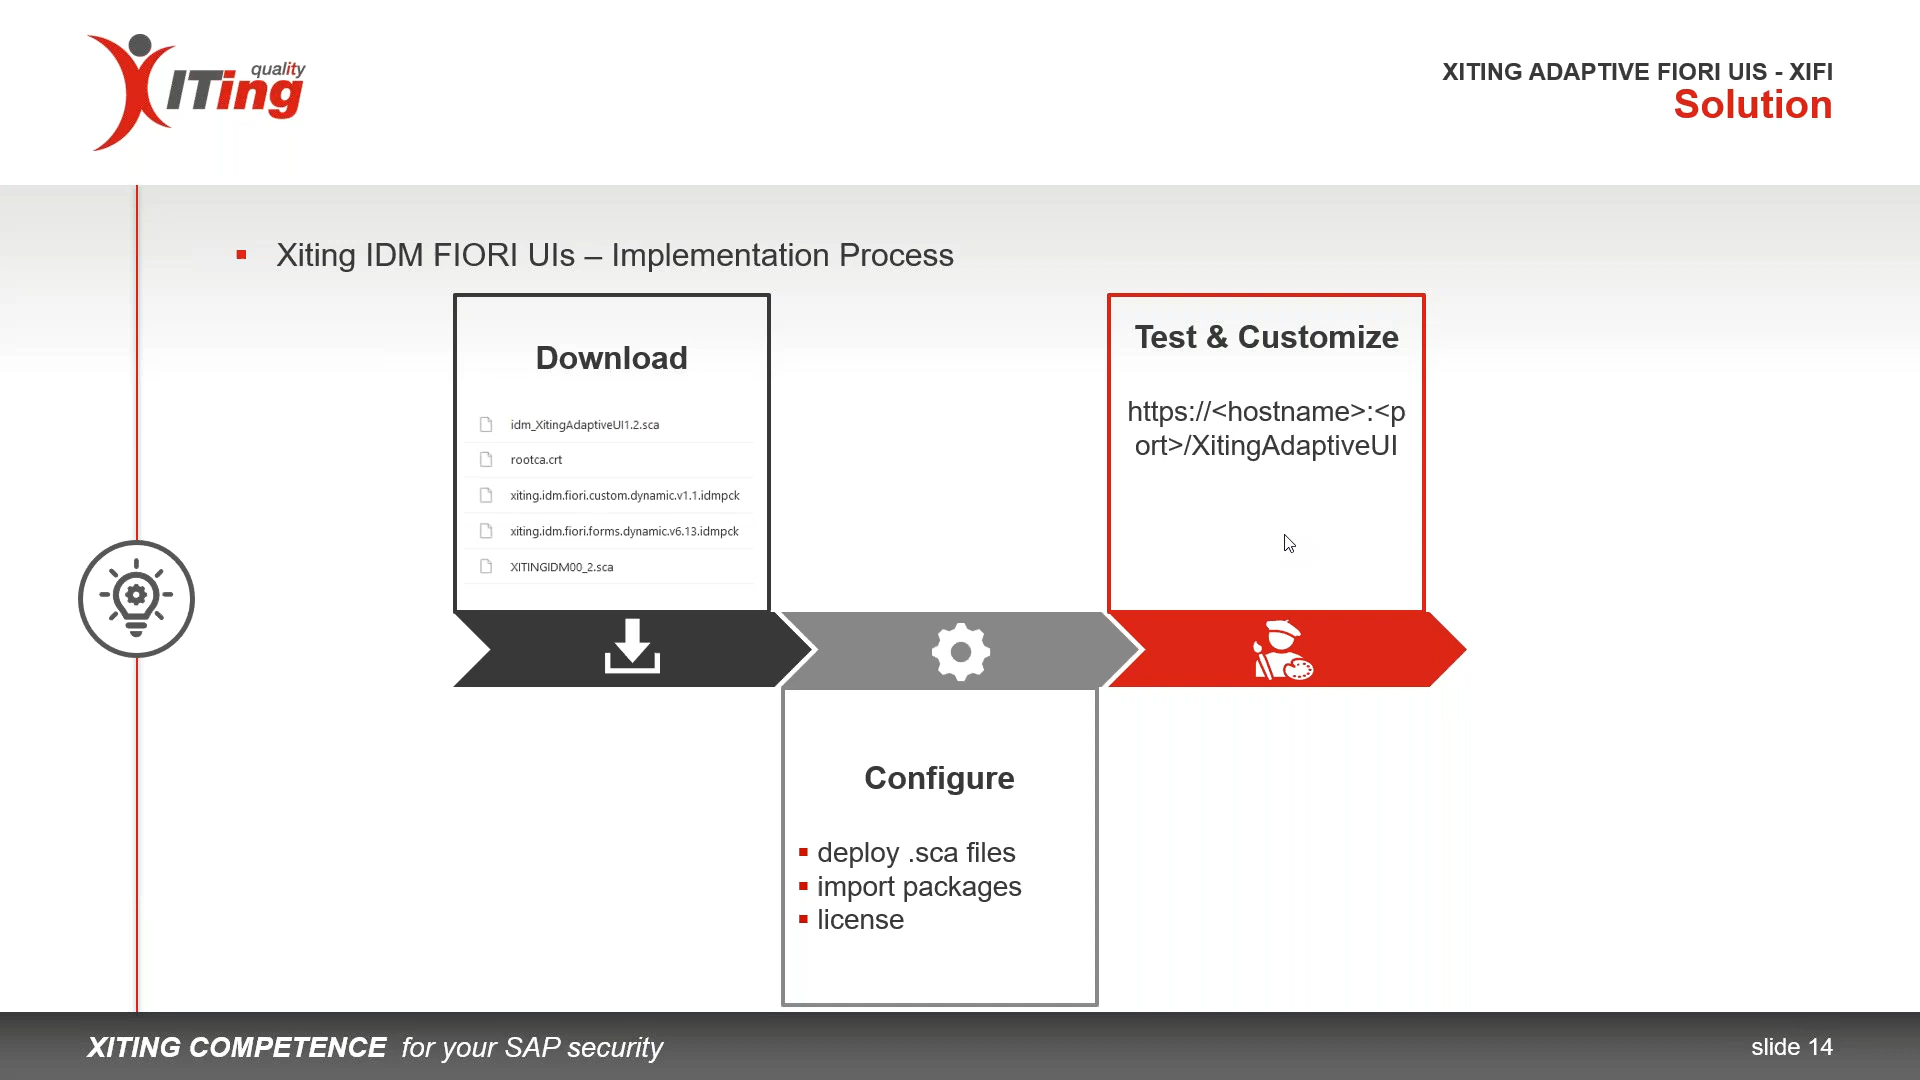 XITing quality
XITING ADAPTIVE FIORI UIS - XIFI
Solution
Xiting IDM FIORI UIs – Implementation Process
Download
idm_XitingAdaptiveUI1.2.sca
rootca.crt
xiting.idm.fiori.custom.dynamic.v1.1.idmpck
xiting.idm.fiori.forms.dynamic.v6.13.idmpck
XITINGIDM00_2.sca
Test & Customize
https://<hostname>:<p
ort>/XitingAdaptiveUI
Configure
deploy .sca files
import packages
license
XITING COMPETENCE for your SAP security
slide 14